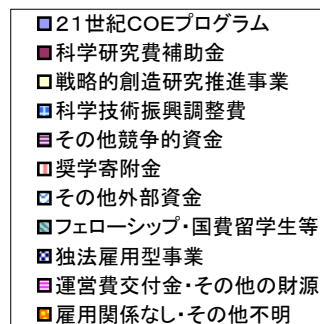 21世紀COEプログラム
科学研究費補助金
戦略的創造研究推進事業
科学技術振興調整費
その他競争的資金
奨学寄附金
その他外部資金
フェローシップ・国費留学生等
独法雇用型事業
運営費交付金・その他の財源
雇用関係なし・その他不明